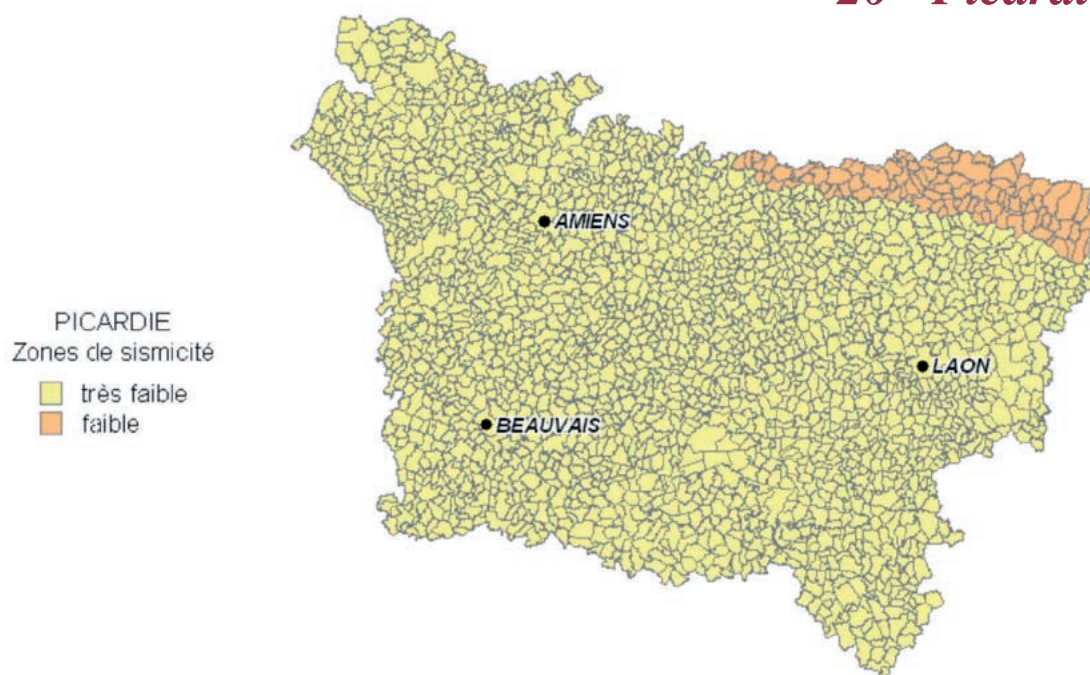 AMIENS
PICARDIE
Zones de sismicité
très faible
faible
LAON
BEAUVAIS